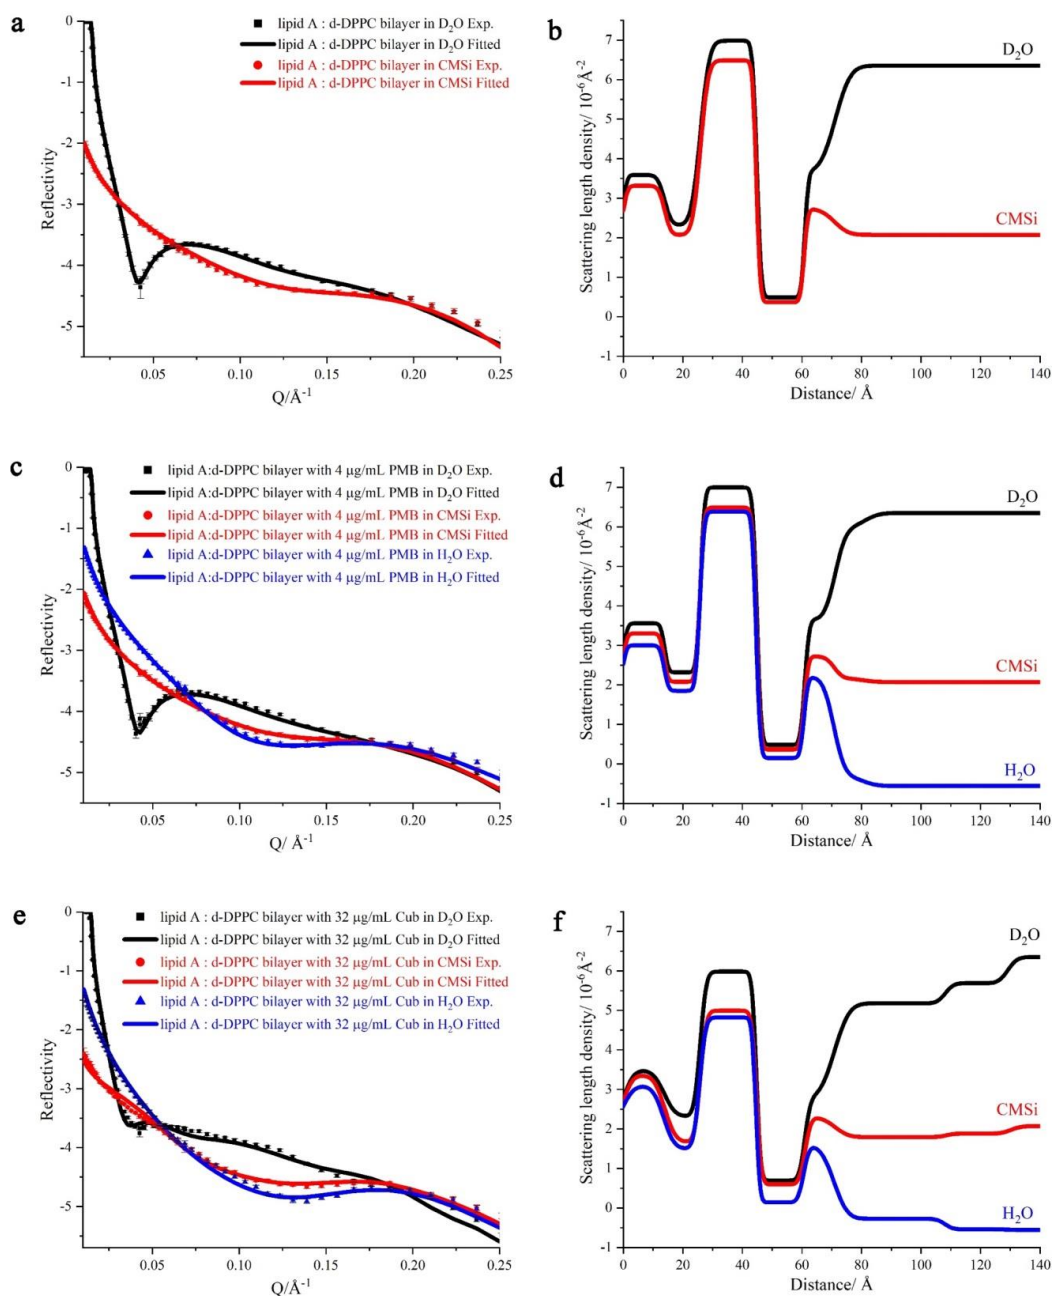 a
lipid A : d-DPPC bilayer in D₂O Exp.
lipid A : d-DPPC bilayer in D₂O Fitted
lipid A : d-DPPC bilayer in CMSi Exp.
lipid A : d-DPPC bilayer in CMSi Fitted
Reflectivity
0
-1
-2
-3
-4
-5
0.05
0.10
0.15
0.20
0.25
Q/Å⁻¹
b
Scattering length density/ 10⁻⁶Å⁻²
7
6
5
4
3
2
1
0
-1
D₂O
CMSi
0
20
40
60
80
100
120
140
Distance/ Å
c
lipid A:d-DPPC bilayer with 4 μg/mL PMB in D₂O Exp.
lipid A:d-DPPC bilayer with 4 μg/mL PMB in D₂O Fitted
lipid A:d-DPPC bilayer with 4 μg/mL PMB in CMSi Exp.
lipid A:d-DPPC bilayer with 4 μg/mL PMB in CMSi Fitted
lipid A:d-DPPC bilayer with 4 μg/mL PMB in H₂O Exp.
lipid A:d-DPPC bilayer with 4 μg/mL PMB in H₂O Fitted
Reflectivity
0
-1
-2
-3
-4
-5
0.05
0.10
0.15
0.20
0.25
Q/ Å⁻¹
d
Scattering length density/ 10⁻⁶Å⁻²
7
6
5
4
3
2
1
0
-1
D₂O
CMSi
H₂O
0
20
40
60
80
100
120
140
Distance/ Å
e
lipid A : d-DPPC bilayer with 32 μg/mL Cub in D₂O Exp.
lipid A : d-DPPC bilayer with 32 μg/mL Cub in D₂O Fitted
lipid A : d-DPPC bilayer with 32 μg/mL Cub in CMSi Exp.
lipid A : d-DPPC bilayer with 32 μg/mL Cub in CMSi Fitted
lipid A : d-DPPC bilayer with 32 μg/mL Cub in H₂O Exp.
lipid A : d-DPPC bilayer with 32 μg/mL Cub in H₂O Fitted
Reflectivity
0
-1
-2
-3
-4
-5
0.05
0.10
0.15
0.20
0.25
Q/Å⁻¹
f
Scattering length density/ 10⁻⁶Å⁻²
7
6
5
4
3
2
1
0
-1
D₂O
CMSi
H₂O
0
20
40
60
80
100
120
140
Distance/ Å